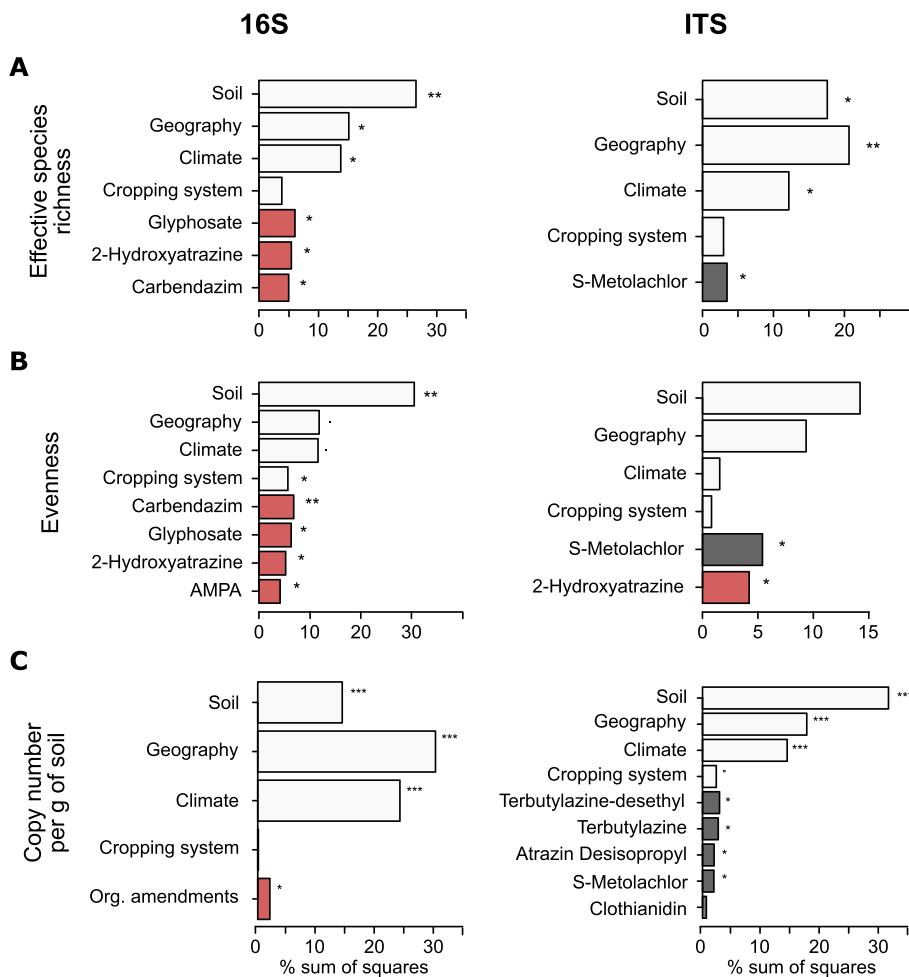 16S
ITS
A
Effective species
richness
Soil
**
Geography
*
Climate
*
Cropping system
Glyphosate
*
2-Hydroxyatrazine
*
Carbendazim
*
0 10 20 30
Soil
*
Geography
**
Climate
*
Cropping system
S-Metolachlor
*
0 10 20
B
Evenness
Soil
**
Geography
.
Climate
.
Cropping system
*
Carbendazim
**
Glyphosate
*
2-Hydroxyatrazine
*
AMPA
*
0 10 20 30
Soil
Geography
Climate
Cropping system
S-Metolachlor
*
2-Hydroxyatrazine
*
0 5 10 15
C
Copy number
per g of soil
Soil
***
Geography
***
Climate
***
Cropping system
Org. amendments
*
0 10 20 30
% sum of squares
Soil
**
Geography
***
Climate
***
Cropping system
.
Terbutylazine-desethyl
*
Terbutylazine
*
Atrazin Desisopropyl
*
S-Metolachlor
*
Clothianidin
0 10 20 30
% sum of squares